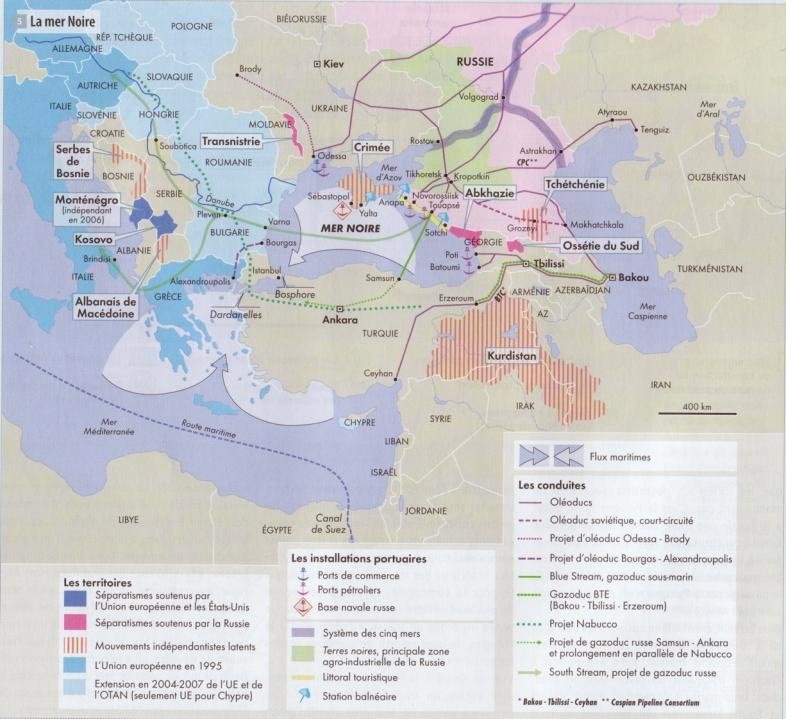 5 La mer Noire
POLOGNE
BIÉLORUSSIE
RÉP. TCHÈQUE
ALLEMAGNE
Kiev
RUSSIE
Brody
SLOVAQUIE
AUTRICHE
KAZAKHSTAN
Volgograd
UKRAINE
Mer
d'Aral
Atyraou
Tenguiz
ITALIE
SLOVÉNIE
HONGRIE
MOLDAVIE
CROATIE
Transnistrie
Rostov
Astrakhan
CPC**
Soubotica
Serbes
de
Bosnie
Odessa
Crimée
ROUMANIE
Mer
d'Azov
Tikhoretsk
Kropotkin
OUZBÉKISTAN
BOSNIE
SERBIE
Tchétchénie
Abkhazie
Monténégro
(indépendant
en 2006)
Danube
Sébastopol
Yalta
Anapa
Novorossiisk
Touapsé
Pleven
Varna
MER NOIRE
Sotchi
Grozny
Makhatchkala
Kosovo
BULGARIE
Bourgas
GÉORGIE
Ossétie du Sud
ALBANIE
Brindisi
Poti
Batoumi
Tbilissi
TURKMÉNISTAN
ITALIE
Alexandroupolis
Istanbul
Samsun
Bakou
Albanais de
Macédoine
GRÈCE
Bosphore
Erzeroum
BTC*
ARMÉNIE
AZERBAÏDJAN
Dardanelles
Ankara
AZ
Mer
Caspienne
TURQUIE
Kurdistan
Ceyhan
IRAN
400 km
Mer
Méditerranée
Route maritime
CHYPRE
SYRIE
IRAK
LIBAN
ISRAËL
JORDANIE
LIBYE
ÉGYPTE
Canal
de Suez
Flux maritimes
Les conduites
Oléoducs
Oléoduc soviétique, court-circuité
Projet d'oléoduc Odessa - Brody
Projet d'oléoduc Bourgas - Alexandroupolis
Blue Stream, gazoduc sous-marin
Gazoduc BTE
(Bakou - Tbilissi - Erzeroum)
Projet Nabucco
Projet de gazoduc russe Samsun - Ankara
et prolongement en parallèle de Nabucco
South Stream, projet de gazoduc russe
* Bakou - Tbilissi - Ceyhan ** Caspian Pipeline Consortium
Les installations portuaires
Ports de commerce
Ports pétroliers
Base navale russe
Système des cinq mers
Terres noires, principale zone
agro-industrielle de la Russie
Littoral touristique
Station balnéaire
Les territoires
Séparatismes soutenus par
l'Union européenne et les États-Unis
Séparatismes soutenus par la Russie
Mouvements indépendantistes latents
L'Union européenne en 1995
Extension en 2004-2007 de l'UE et de
l'OTAN (seulement UE pour Chypre)